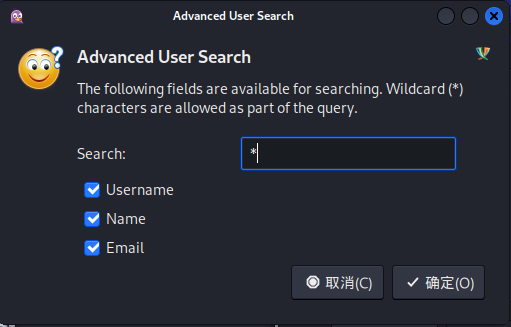 Advanced User Search
Advanced User Search
The following fields are available for searching. Wildcard (*)
characters are allowed as part of the query.
Search: *
Username
Name
Email
取消(C) 确定(O)